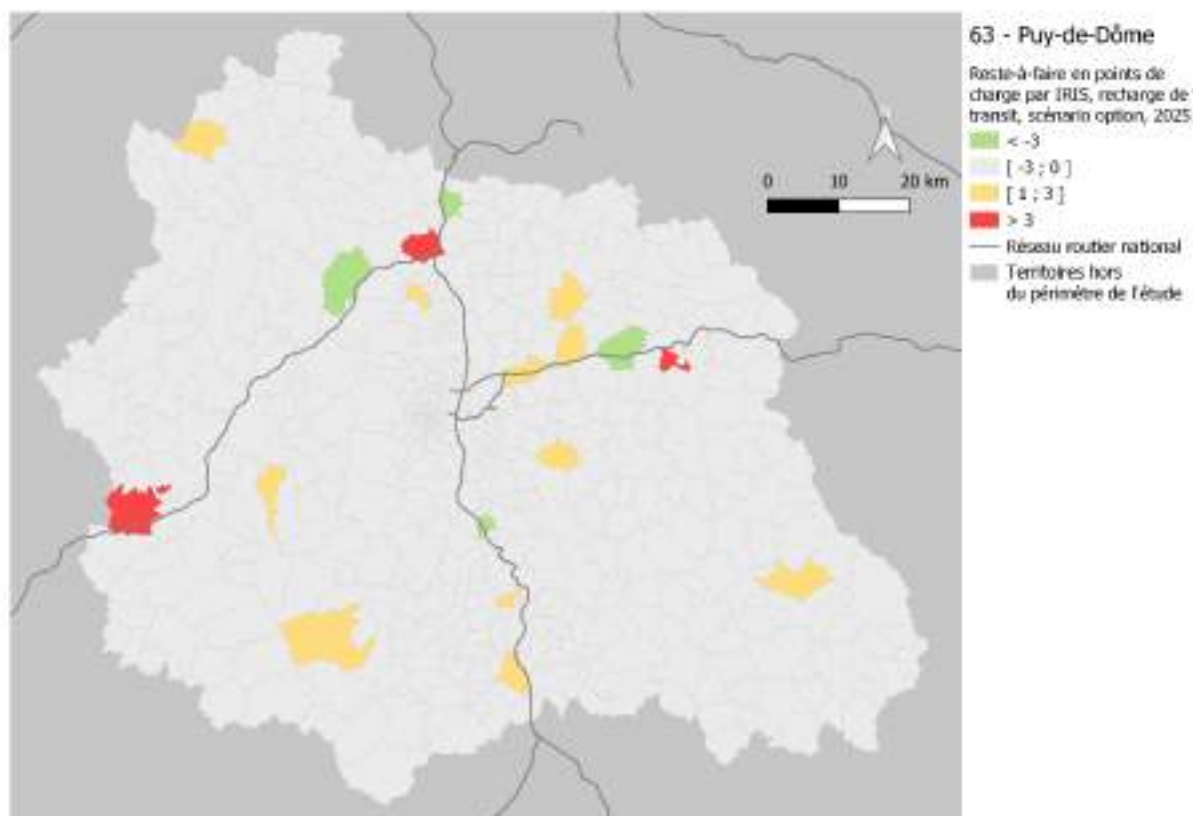 63 - Puy-de-Dôme
Reste-à-faire en points de
charge par IRIS, recharge de
transit, scénario option, 2025
< -3
[ -3 ; 0 ]
[ 1 ; 3 ]
> 3
Réseau routier national
Territoires hors
du périmètre de l'étude
0 10 20 km